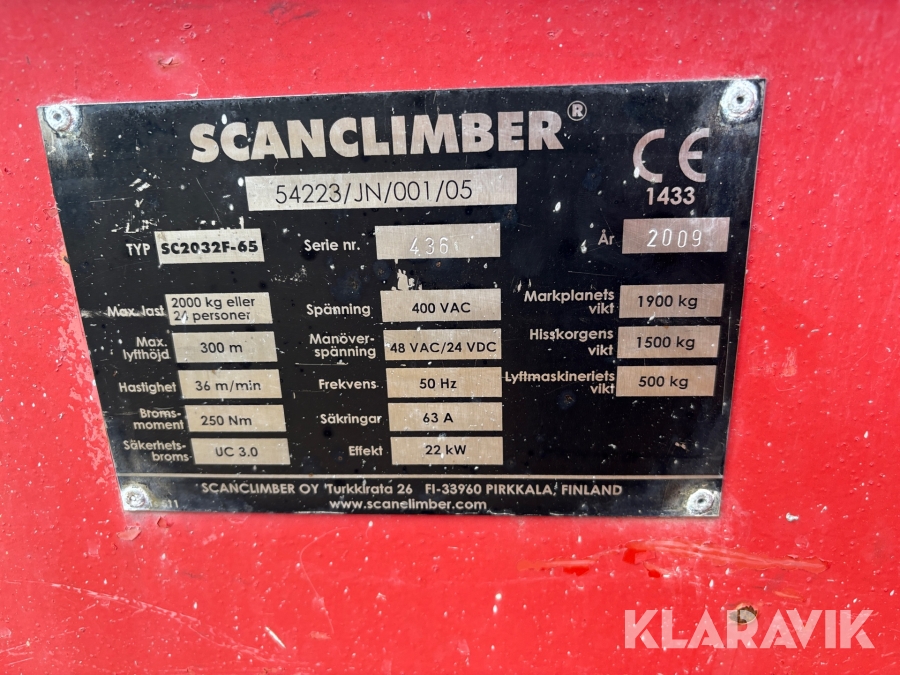 SCANCLIMBER®
CE
54223/JN/001/05
1433
TYP SC2032F-65 Serie nr. 436 År 2009
Max. last 2000 kg eller 24 personer Spänning 400 VAC Markplanets vikt 1900 kg
Max. lyfthöjd 300 m Manöver-spänning 48 VAC/24 VDC Hisskorgens vikt 1500 kg
Hastighet 36 m/min Frekvens 50 Hz Lyftmaskineriets vikt 500 kg
Broms-moment 250 Nm Säkringar 63 A
Säkerhets-broms UC 3.0 Effekt 22 kW
SCANCLIMBER OY Turkkirata 26 FI-33960 PIRKKALA, FINLAND
www.scanclimber.com
KLARAVIK